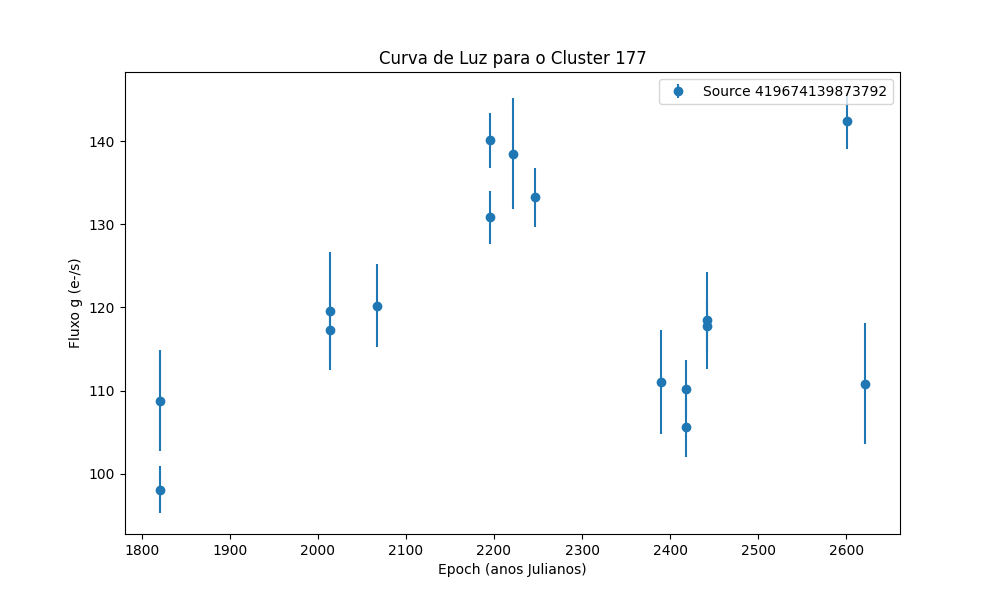 Curva de Luz para o Cluster 177
Source 419674139873792
Fluxo g (e-/s)
140
130
120
110
100
1800 1900 2000 2100 2200 2300 2400 2500 2600
Epoch (anos Julianos)